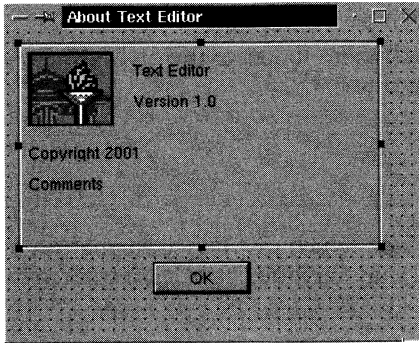 About Text Editor
Text Editor
Version 1.0
Copyright 2001
Comments
OK